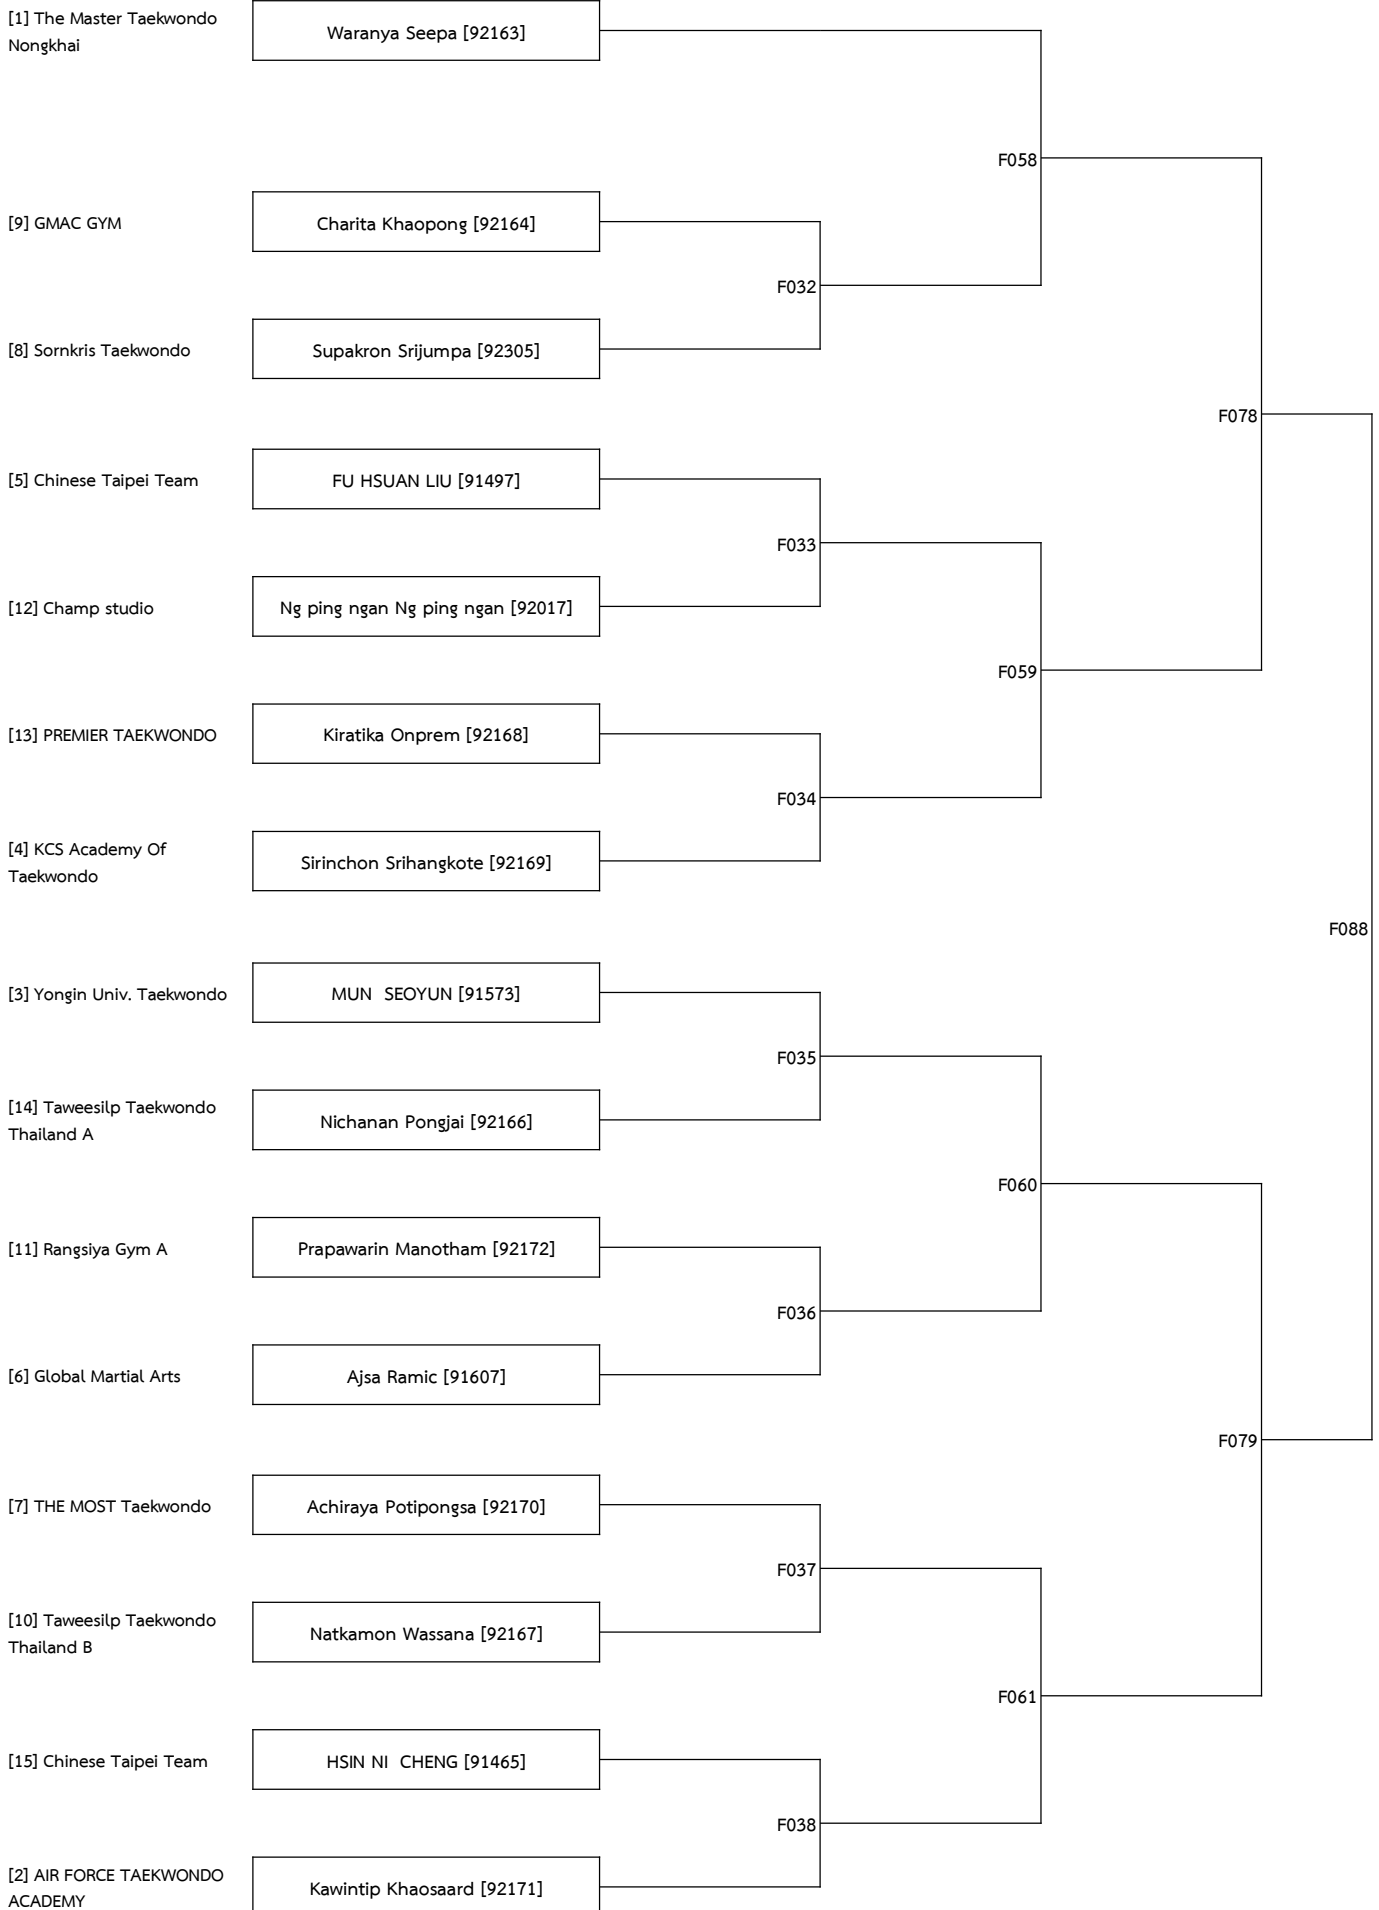 [1] The Master Taekwondo
Nongkhai
Waranya Seepa [92163]
F058
[9] GMAC GYM
Charita Khaopong [92164]
F032
[8] Sornkris Taekwondo
Supakron Srijumpa [92305]
F078
[5] Chinese Taipei Team
FU HSUAN LIU [91497]
F033
[12] Champ studio
Ng ping ngan Ng ping ngan [92017]
F059
[13] PREMIER TAEKWONDO
Kiratika Onprem [92168]
F034
[4] KCS Academy Of
Taekwondo
Sirinchon Srihangkote [92169]
F088
[3] Yongin Univ. Taekwondo
MUN  SEOYUN [91573]
F035
[14] Taweesilp Taekwondo
Thailand A
Nichanan Pongjai [92166]
F060
[11] Rangsiya Gym A
Prapawarin Manotham [92172]
F036
[6] Global Martial Arts
Ajsa Ramic [91607]
F079
[7] THE MOST Taekwondo
Achiraya Potipongsa [92170]
F037
[10] Taweesilp Taekwondo
Thailand B
Natkamon Wassana [92167]
F061
[15] Chinese Taipei Team
HSIN NI  CHENG [91465]
F038
[2] AIR FORCE TAEKWONDO
ACADEMY
Kawintip Khaosaard [92171]